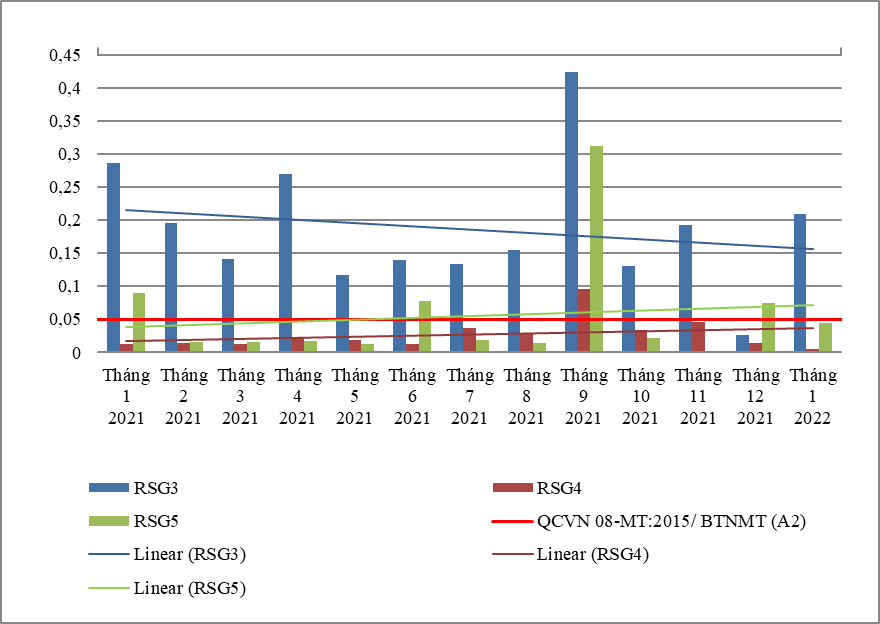 0,45
0,4
0,35
0,3
0,25
0,2
0,15
0,1
0,05
0
Tháng Tháng Tháng Tháng Tháng Tháng Tháng Tháng Tháng Tháng Tháng Tháng Tháng
1 2 3 4 5 6 7 8 9 10 11 12 1
2021 2021 2021 2021 2021 2021 2021 2021 2021 2021 2021 2021 2022
RSG3 RSG4
RSG5 QCVN 08-MT:2015/ BTNMT (A2)
Linear (RSG3) Linear (RSG4)
Linear (RSG5)